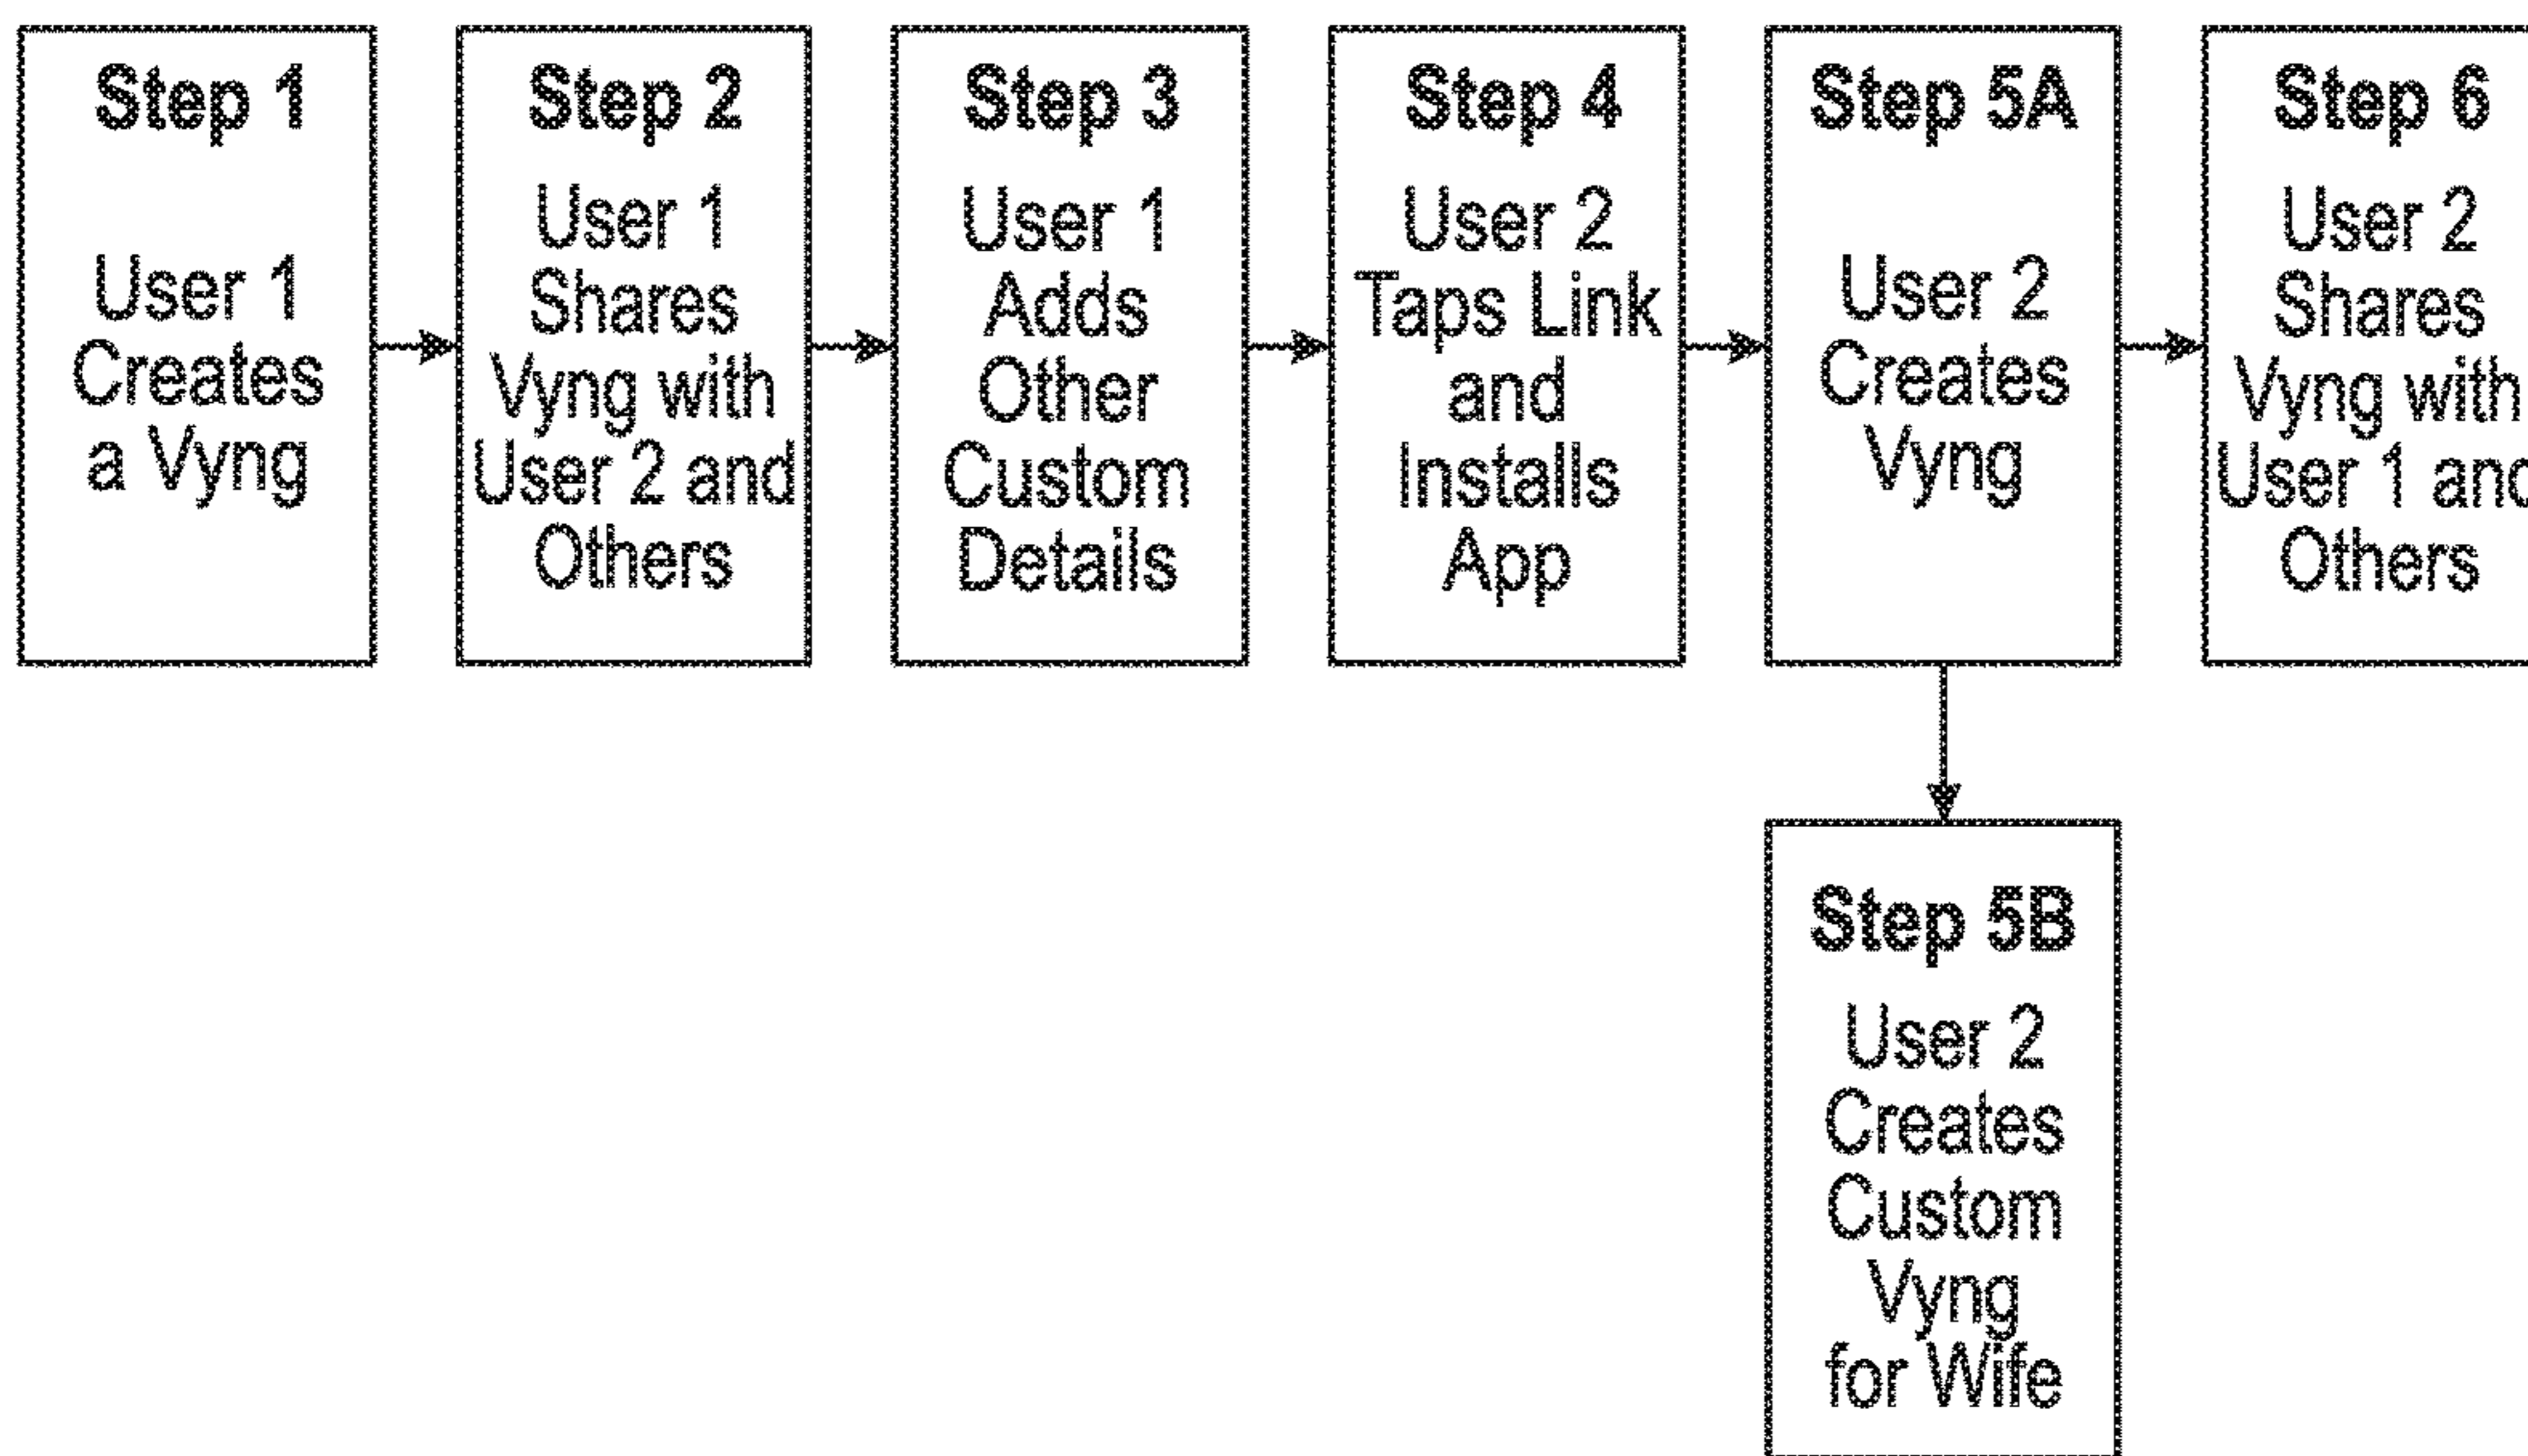 Step 1
User 1
Creates
a Vyng
Step 2
User 1
Shares
Vyng with
User 2 and
Others
Step 3
User 1
Adds
Other
Custom
Details
Step 4
User 2
Taps Link
and
Installs
App
Step 5A
User 2
Creates
Vyng
Step 6
User 2
Shares
Vyng with
User 1 and
Others
Step 5B
User 2
Creates
Custom
Vyng
for Wife